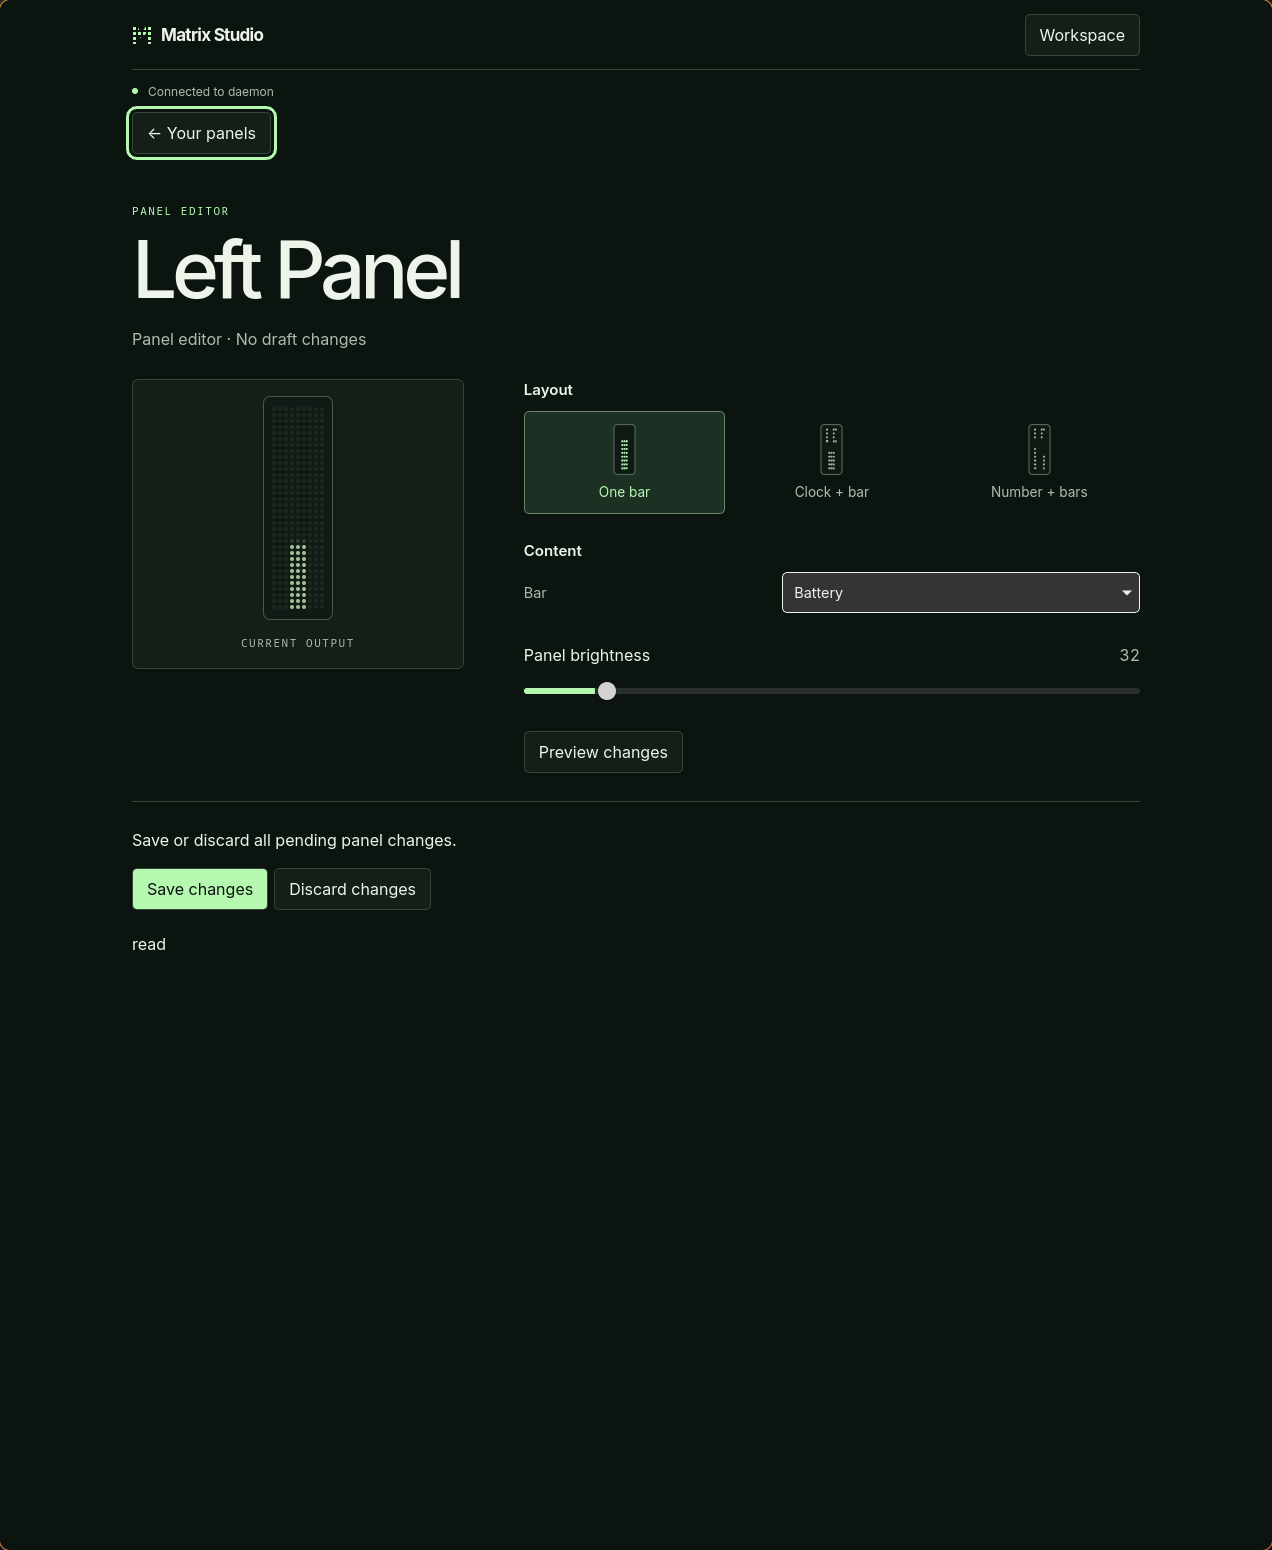 Matrix Studio
Workspace
Connected to daemon
← Your panels
PANEL EDITOR
Left Panel
Panel editor · No draft changes
CURRENT OUTPUT
Layout
One bar
Clock + bar
Number + bars
Content
Bar
Battery
Panel brightness
32
Preview changes
Save or discard all pending panel changes.
Save changes
Discard changes
read